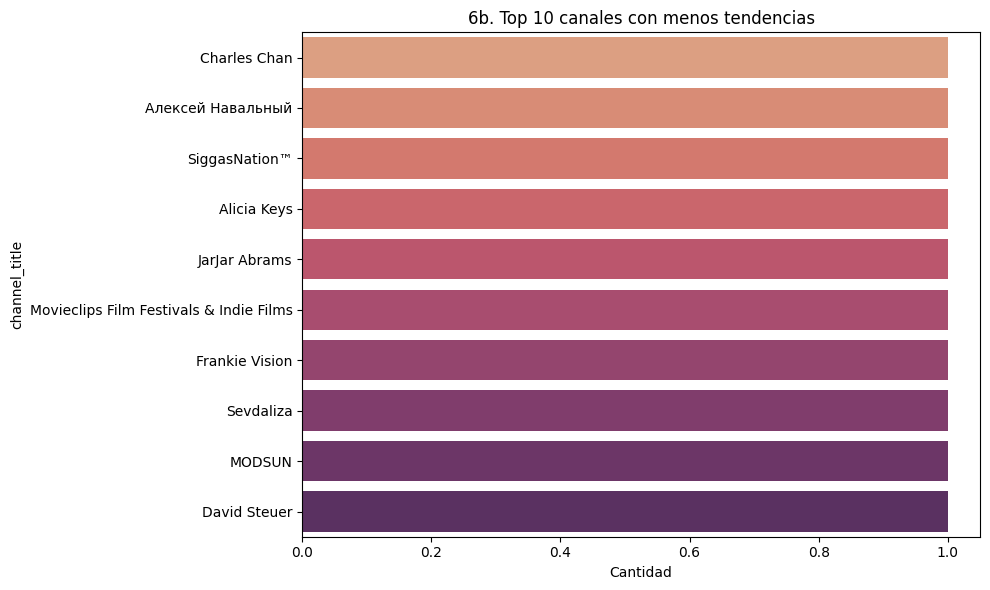 6b. Top 10 canales con menos tendencias
channel_title
Charles Chan
Алексей Навальный
SiggasNation™
Alicia Keys
JarJar Abrams
Movieclips Film Festivals & Indie Films
Frankie Vision
Sevdaliza
MODSUN
David Steuer
0.0 0.2 0.4 0.6 0.8 1.0
Cantidad